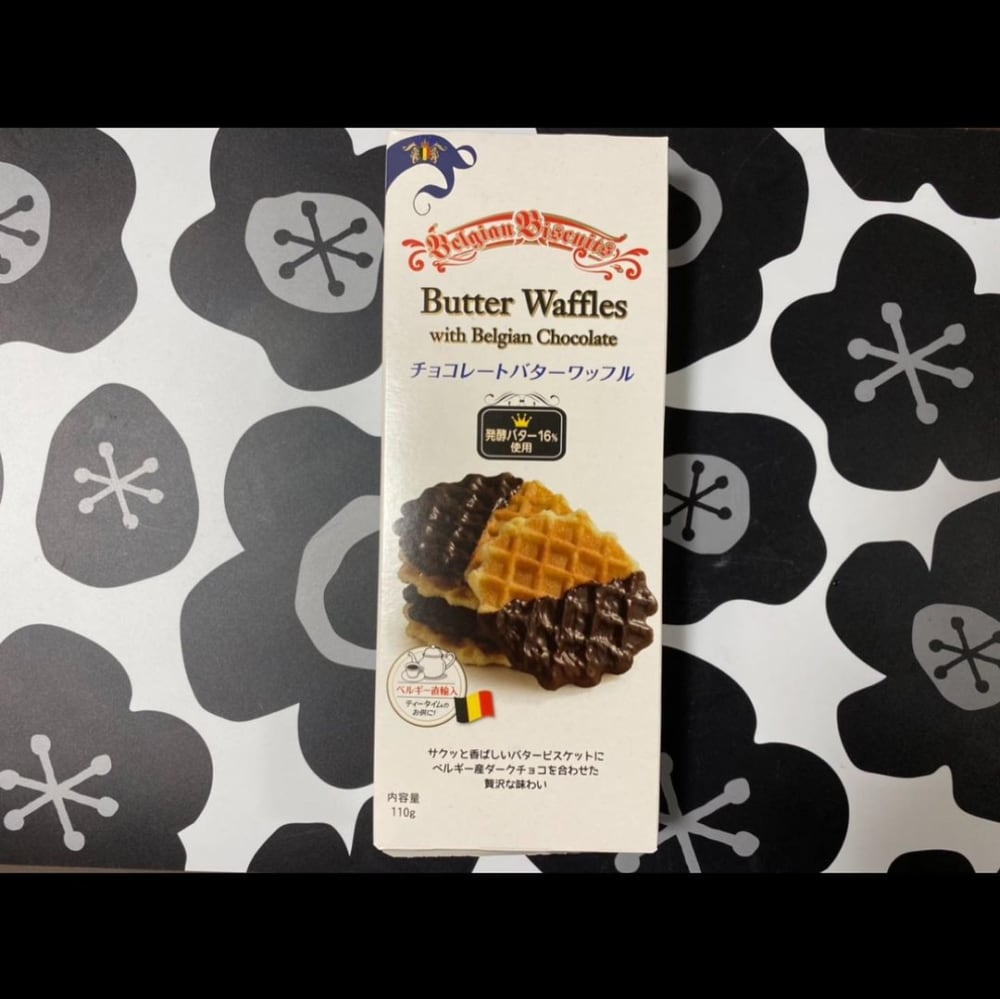 Belgian Biscuits
Butter Waffles
with Belgian Chocolate
チョコレートバターワッフル
発酵バター16%
使用
ベルギー直輸入
ティータイムの
お供に!
サクッと香ばしいバタービスケットに
ベルギー産ダークチョコを合わせた
贅沢な味わい
内容量
110g